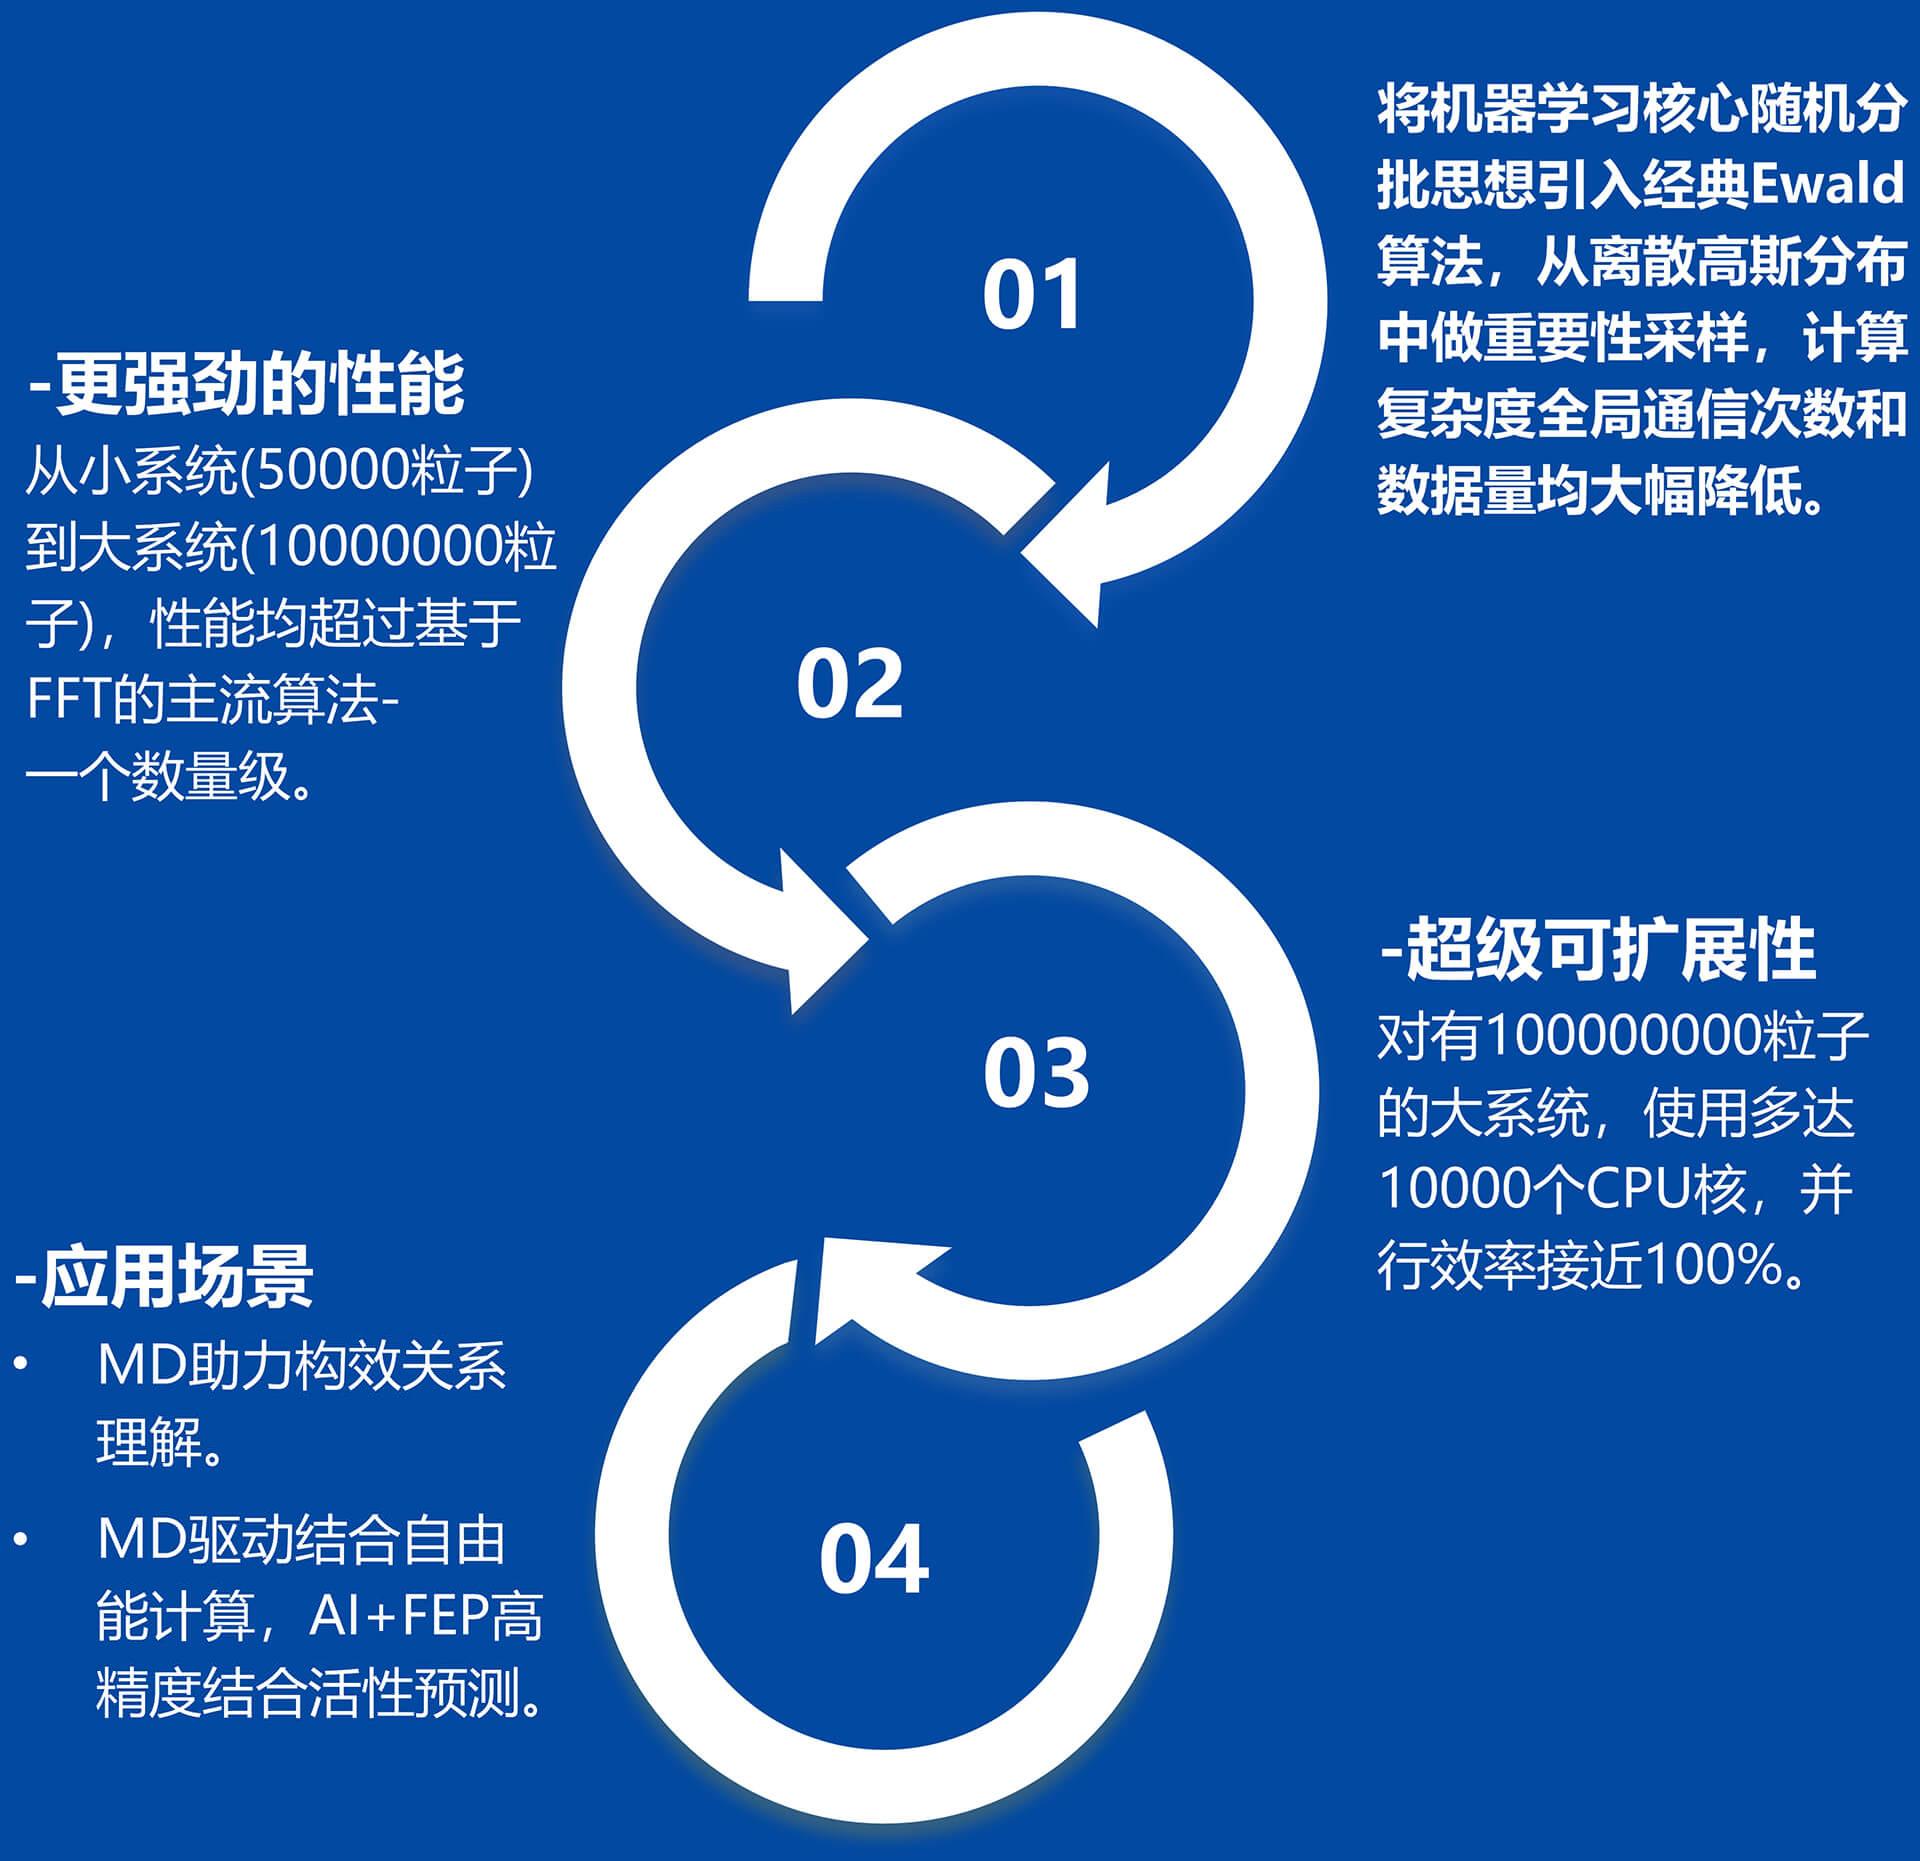 01
将机器学习核心随机分
批思想引入经典Ewald
算法，从离散高斯分布
中做重要性采样，计算
复杂度全局通信次数和
数据量均大幅降低。
-更强劲的性能
从小系统(50000粒子)
到大系统(10000000粒
子)，性能均超过基于
FFT的主流算法-
一个数量级。
02
03
-超级可扩展性
对有100000000粒子
的大系统，使用多达
10000个CPU核，并
行效率接近100%。
-应用场景
• MD助力构效关系
理解。
• MD驱动结合自由
能计算，AI+FEP高
精度结合活性预测。
04